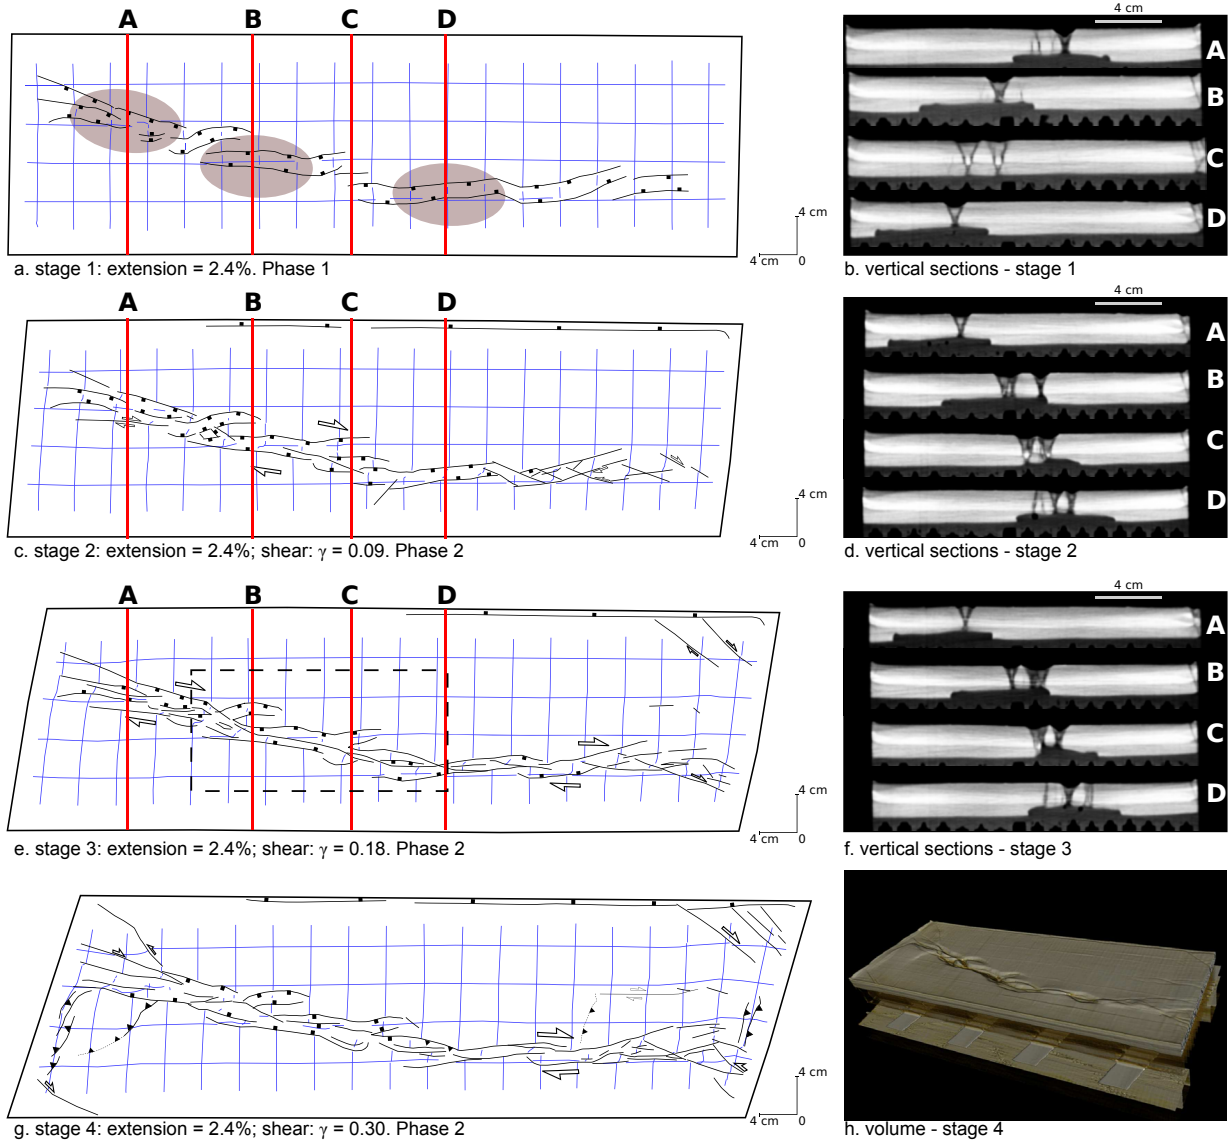 A B C D
4 cm
0
4 cm
a. stage 1: extension = 2.4%. Phase 1
4 cm
A
B
C
D
b. vertical sections - stage 1
A B C D
4 cm
0
4 cm
c. stage 2: extension = 2.4%; shear: γ = 0.09. Phase 2
4 cm
A
B
C
D
d. vertical sections - stage 2
A B C D
4 cm
0
4 cm
e. stage 3: extension = 2.4%; shear: γ = 0.18. Phase 2
4 cm
A
B
C
D
f. vertical sections - stage 3
4 cm
0
4 cm
g. stage 4: extension = 2.4%; shear: γ = 0.30. Phase 2
h. volume - stage 4